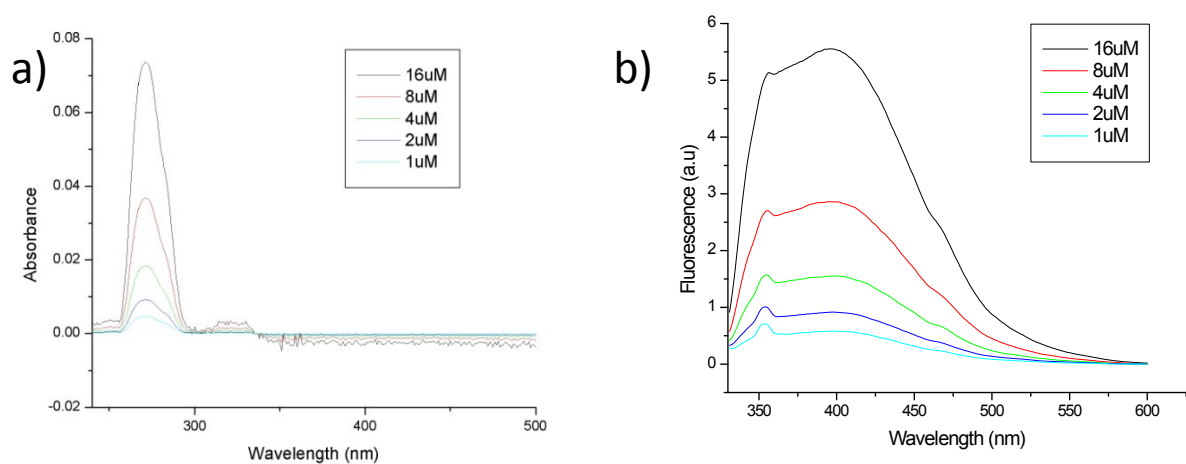 a)
0.08
0.06
0.04
0.02
0.00
-0.02
Absorbance
300
400
500
Wavelength (nm)
16uM
8uM
4uM
2uM
1uM
b)
6
5
4
3
2
1
0
Fluorescence (a.u)
350
400
450
500
550
600
Wavelength (nm)
16uM
8uM
4uM
2uM
1uM